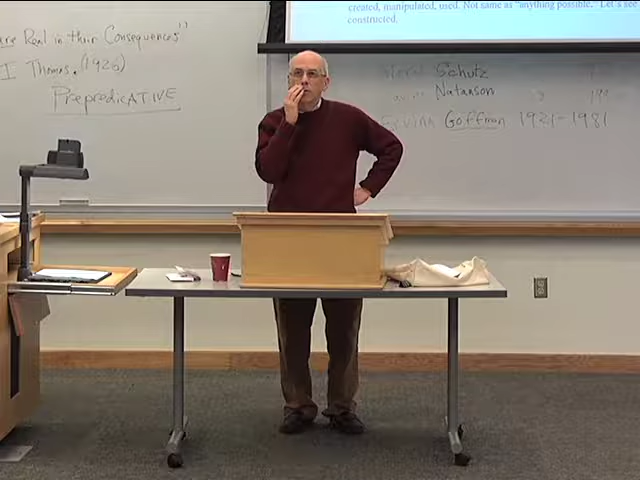 are Real in their Consequences"
I Thomas. (1926)
PrepredicATIVE
created, manipulated, used. Not same as "anything possible." Let's see
constructed.
Schutz
Natanson
Goffman 1921-1981